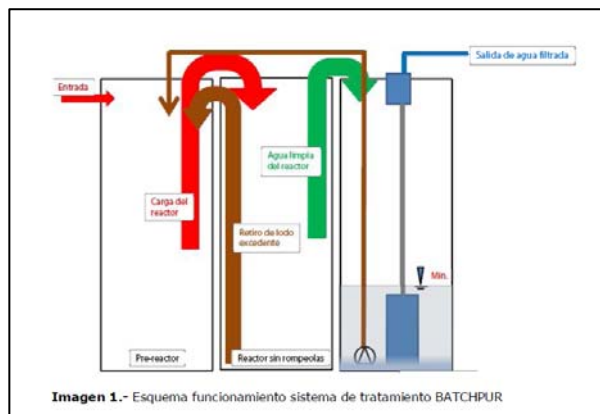 Salida de agua filtrada
Entrada
Agua limpia
del reactor
Carga del
reactor
Retiro de lodo
excedente
Min.
Pre-reactor
Reactor sin rompeolas
Imagen 1.- Esquema funcionamiento sistema de tratamiento BATCHPUR